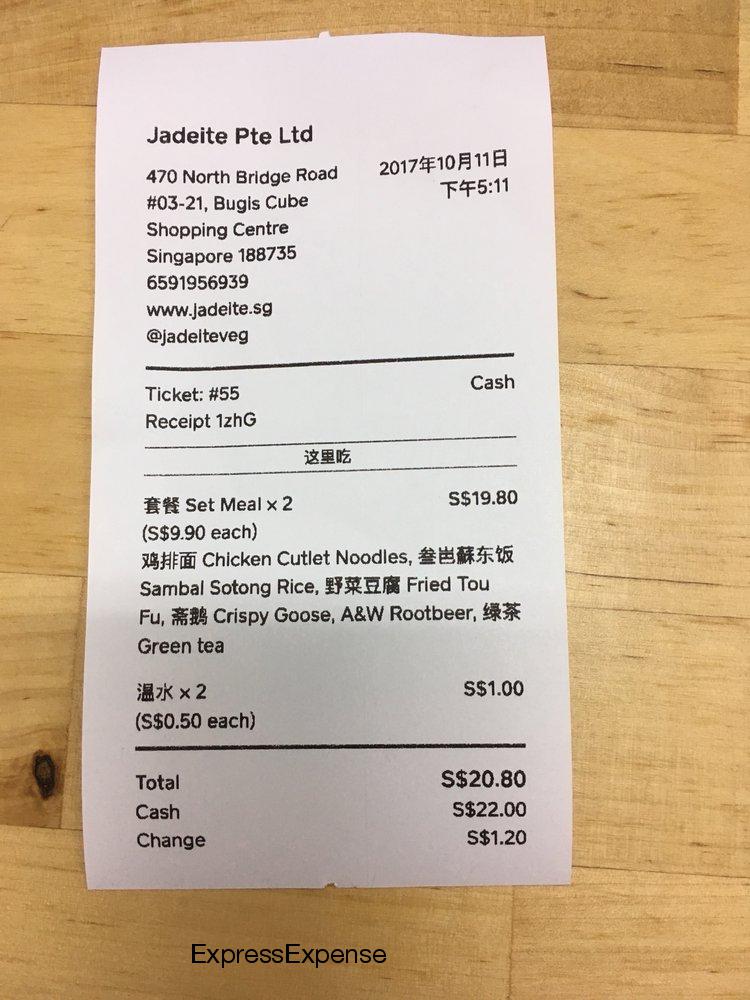 Jadeite Pte Ltd
470 North Bridge Road
#03-21, Bugis Cube
Shopping Centre
Singapore 188735
6591956939
www.jadeite.sg
@jadeiteveg
2017年10月11日
下午5:11
Ticket: #55 Cash
Receipt 1zhG
这里吃
套餐 Set Meal x 2 S$19.80
(S$9.90 each)
鸡排面 Chicken Cutlet Noodles, 叁峇蘇东饭
Sambal Sotong Rice, 野菜豆腐 Fried Tou
Fu, 斋鹅 Crispy Goose, A&W Rootbeer, 绿茶
Green tea
温水 x 2 S$1.00
(S$0.50 each)
Total S$20.80
Cash S$22.00
Change S$1.20
ExpressExpense